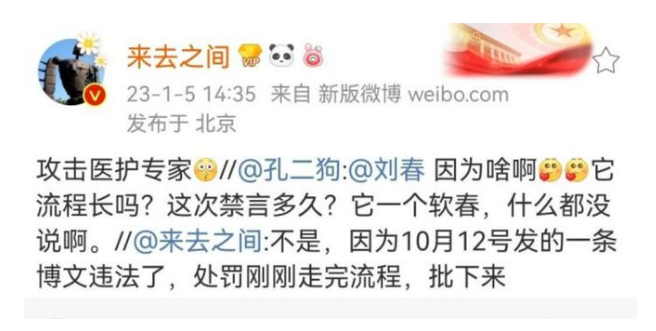 来去之间
23-1-5 14:35 来自 新版微博 weibo.com
发布于 北京
攻击医护专家//@孔二狗:@刘春 因为啥啊它
流程长吗？这次禁言多久？它一个软春，什么都没
说啊。//@来去之间:不是，因为10月12号发的一条
博文违法了，处罚刚刚走完流程，批下来